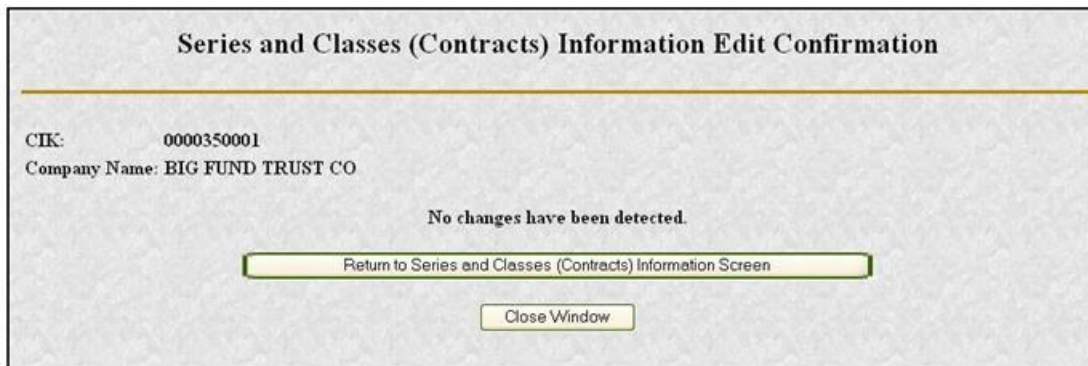 Series and Classes (Contracts) Information Edit Confirmation
CIK: 0000350001
Company Name: BIG FUND TRUST CO
No changes have been detected.
Return to Series and Classes (Contracts) Information Screen
Close Window